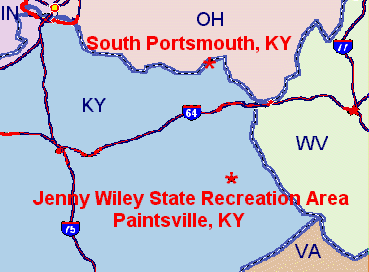 IN
OH
South Portsmouth, KY
77
KY
64
WV
Jenny Wiley State Recreation Area
Paintsville, KY
75
VA